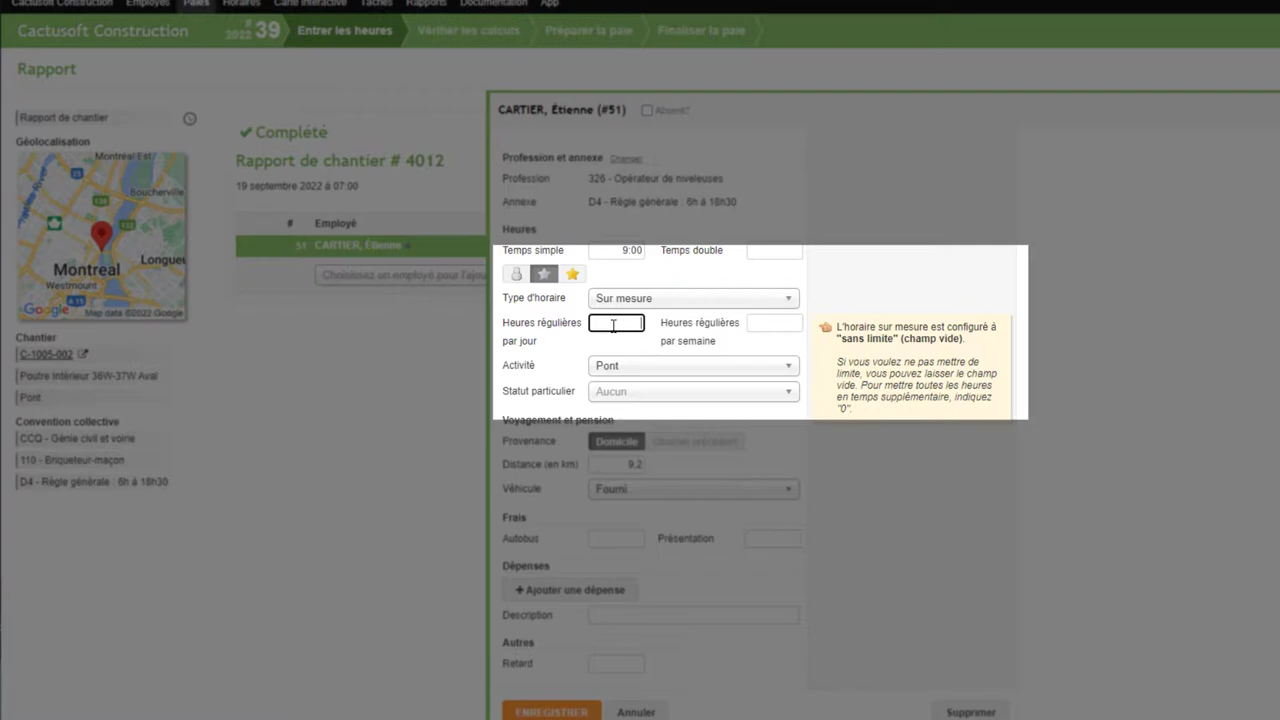 Cactusoft Construction Employés Paies Horaires Carte interactive Tâches Rapports Documentation App
Cactusoft Construction
2022 # 39
Entrer les heures
Vérifier les calculs
Préparer la paie
Finaliser la paie
Rapport
Rapport de chantier
Géolocalisation
Montréal Est
Boucherville
Montreal
Longueu
Westmount
A 15
Google
Map data ©2022 Google
Chantier
C-1005-002
Poutre intérieur 36W-37W Aval
Pont
Convention collective
CCQ - Génie civil et voirie
110 - Briqueteur-maçon
D4 - Règle générale : 6h à 18h30
Complété
Rapport de chantier # 4012
19 septembre 2022 à 07:00
# Employé
51 CARTIER, Étienne
Choisissez un employé pour l'ajou
CARTIER, Étienne (#51) Absent?
Profession et annexe Changer
Profession 326 - Opérateur de niveleuses
Annexe D4 - Règle générale : 6h à 18h30
Heures
Temps simple 9:00 Temps double
Type d'horaire Sur mesure
Heures régulières Heures régulières
par jour par semaine
Activité Pont
Statut particulier Aucun
L'horaire sur mesure est configuré à
"sans limite" (champ vide).
Si vous voulez ne pas mettre de
limite, vous pouvez laisser le champ
vide. Pour mettre toutes les heures
en temps supplémentaire, indiquez
"0".
Voyagement et pension
Provenance Domicile Chantier précédent
Distance (en km) 9,2
Véhicule Fourni
Frais
Autobus Présentation
Dépenses
+ Ajouter une dépense
Description
Autres
Retard
ENREGISTRER Annuler Supprimer